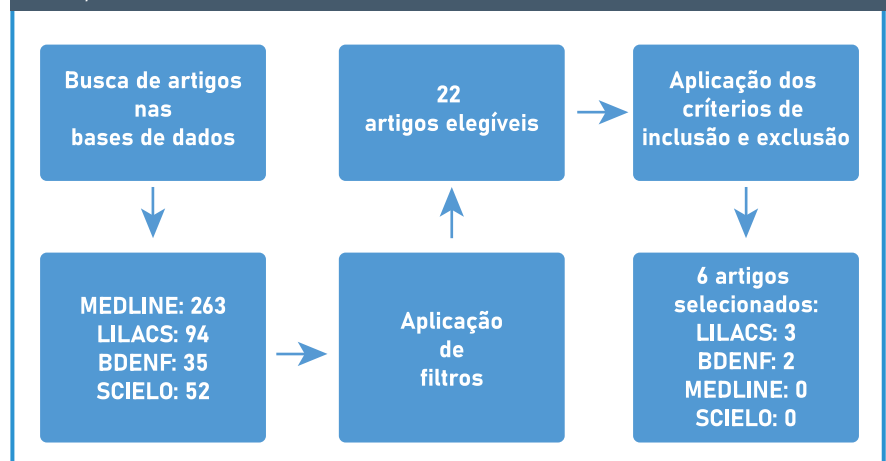 Busca de artigos
nas
bases de dados
MEDLINE: 263
LILACS: 94
BDENF: 35
SCIELO: 52
Aplicação
de
filtros
22
artigos elegíveis
Aplicação dos
críterios de
inclusão e exclusão
6 artigos
selecionados:
LILACS: 3
BDENF: 2
MEDLINE: 0
SCIELO: 0